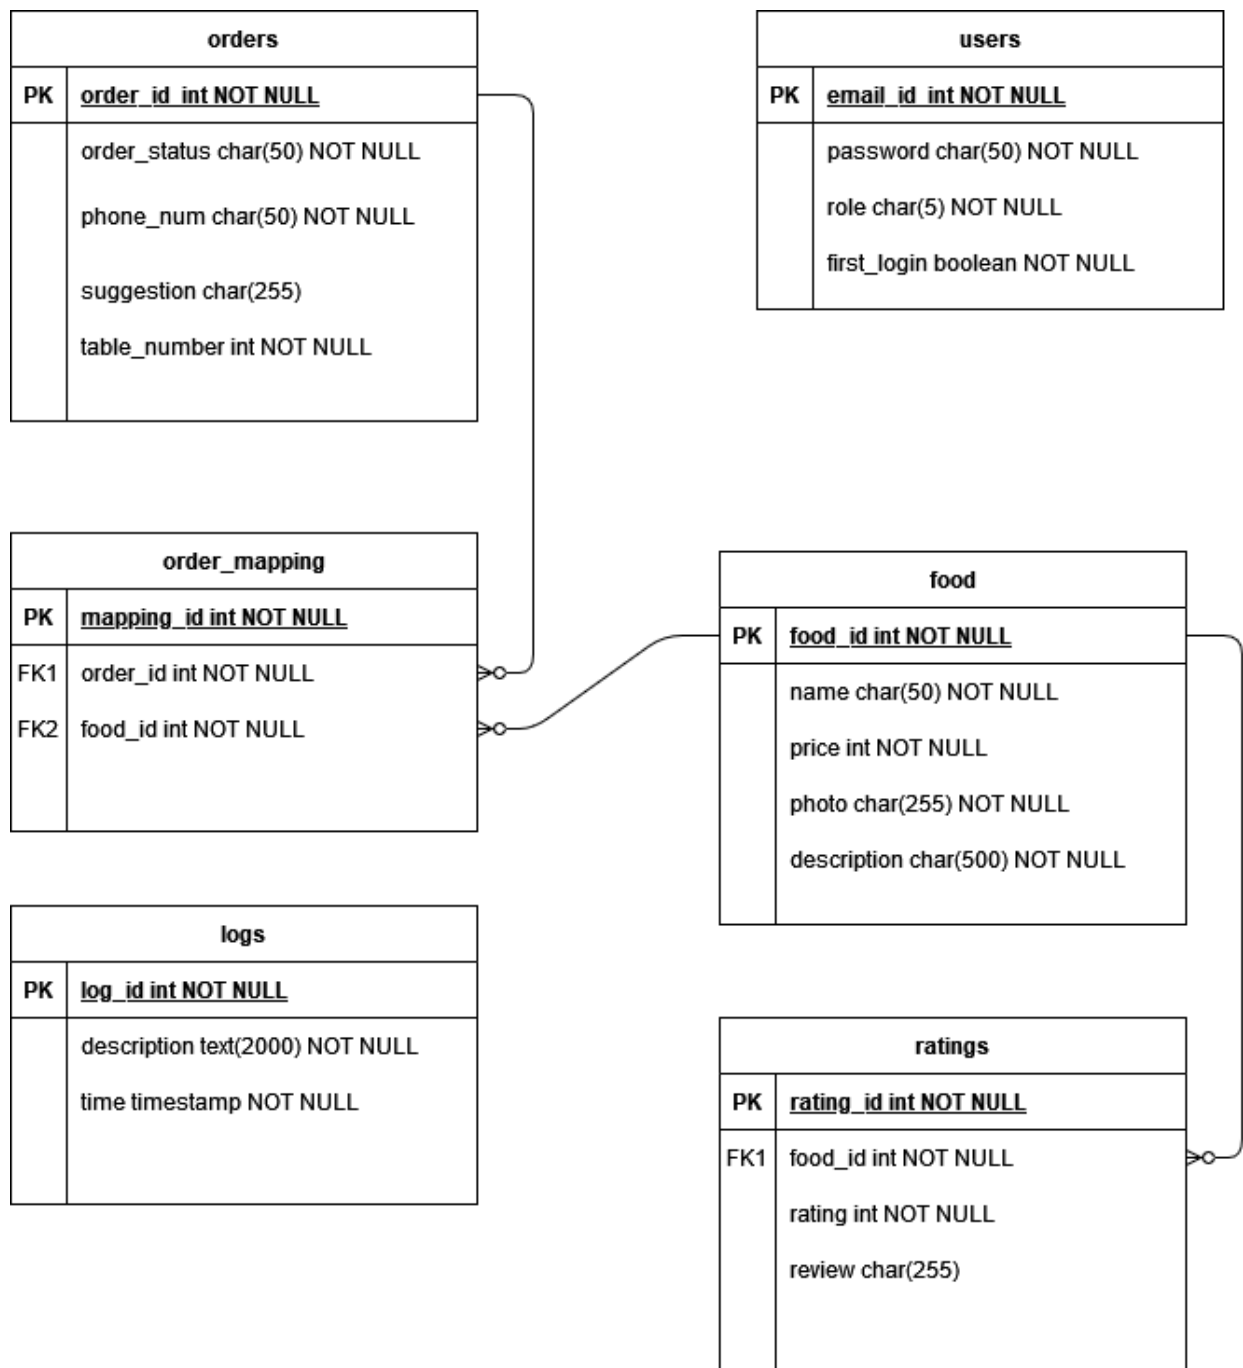 orders
PK order_id int NOT NULL
order_status char(50) NOT NULL
phone_num char(50) NOT NULL
suggestion char(255)
table_number int NOT NULL
users
PK email_id int NOT NULL
password char(50) NOT NULL
role char(5) NOT NULL
first_login boolean NOT NULL
order_mapping
PK mapping_id int NOT NULL
FK1 order_id int NOT NULL
FK2 food_id int NOT NULL
food
PK food_id int NOT NULL
name char(50) NOT NULL
price int NOT NULL
photo char(255) NOT NULL
description char(500) NOT NULL
logs
PK log_id int NOT NULL
description text(2000) NOT NULL
time timestamp NOT NULL
ratings
PK rating_id int NOT NULL
FK1 food_id int NOT NULL
rating int NOT NULL
review char(255)